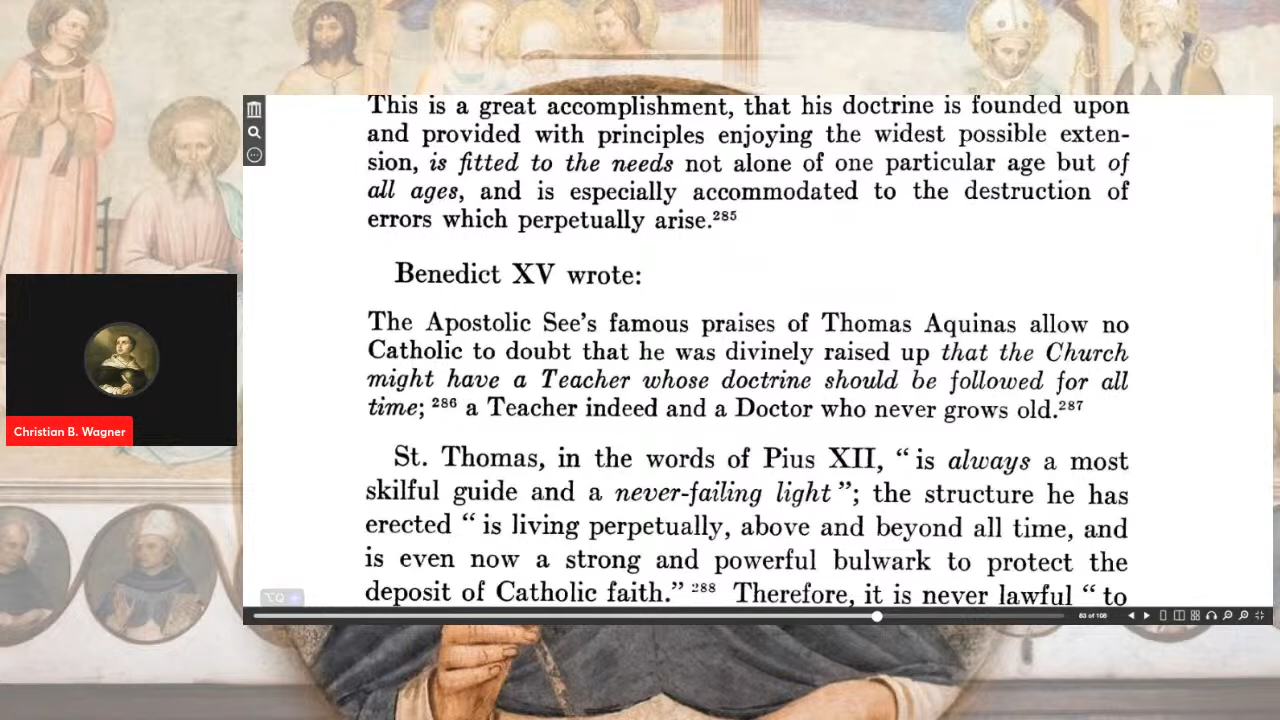 This is a great accomplishment, that his doctrine is founded upon
and provided with principles enjoying the widest possible exten-
sion, is fitted to the needs not alone of one particular age but of
all ages, and is especially accommodated to the destruction of
errors which perpetually arise.285
Benedict XV wrote:
The Apostolic See's famous praises of Thomas Aquinas allow no
Catholic to doubt that he was divinely raised up that the Church
might have a Teacher whose doctrine should be followed for all
time; 286 a Teacher indeed and a Doctor who never grows old.287
St. Thomas, in the words of Pius XII, “ is always a most
skilful guide and a never-failing light ”; the structure he has
erected “ is living perpetually, above and beyond all time, and
is even now a strong and powerful bulwark to protect the
deposit of Catholic faith.” 288 Therefore, it is never lawful “ to
Christian B. Wagner
63 of 108